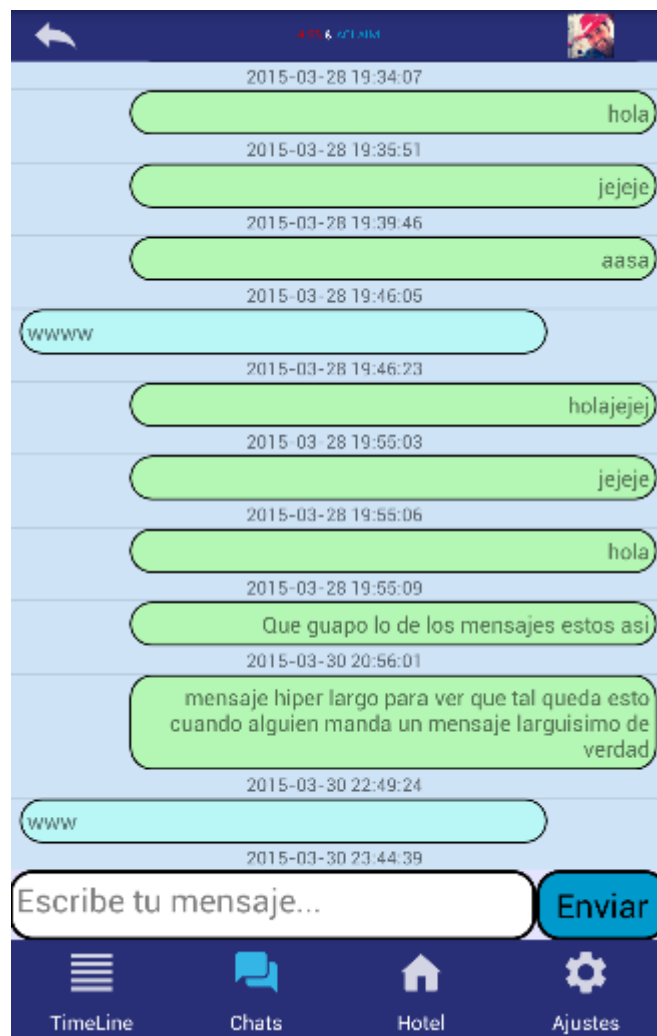 2015-03-28 19:34:07
hola
2015-03-28 19:35:51
jejeje
2015-03-28 19:39:46
aasa
2015-03-28 19:46:05
wwww
2015-03-28 19:46:23
holajejej
2015-03-28 19:55:03
jejeje
2015-03-28 19:55:06
hola
2015-03-28 19:55:09
Que guapo lo de los mensajes estos asi
2015-03-30 20:56:01
mensaje hiper largo para ver que tal queda esto
cuando alguien manda un mensaje larguisimo de
verdad
2015-03-30 22:49:24
www
2015-03-30 23:44:39
Escribe tu mensaje...
Enviar
TimeLine
Chats
Hotel
Ajustes